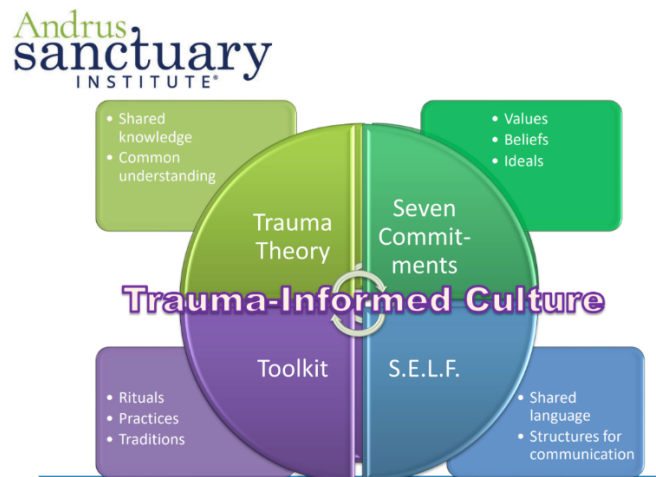 Andrus
sanctuary
INSTITUTE®
• Shared
knowledge
• Common
understanding
• Values
• Beliefs
• Ideals
Trauma
Theory
Seven
Commit-
ments
Trauma-Informed Culture
Toolkit
S.E.L.F.
• Rituals
• Practices
• Traditions
• Shared
language
• Structures for
communication